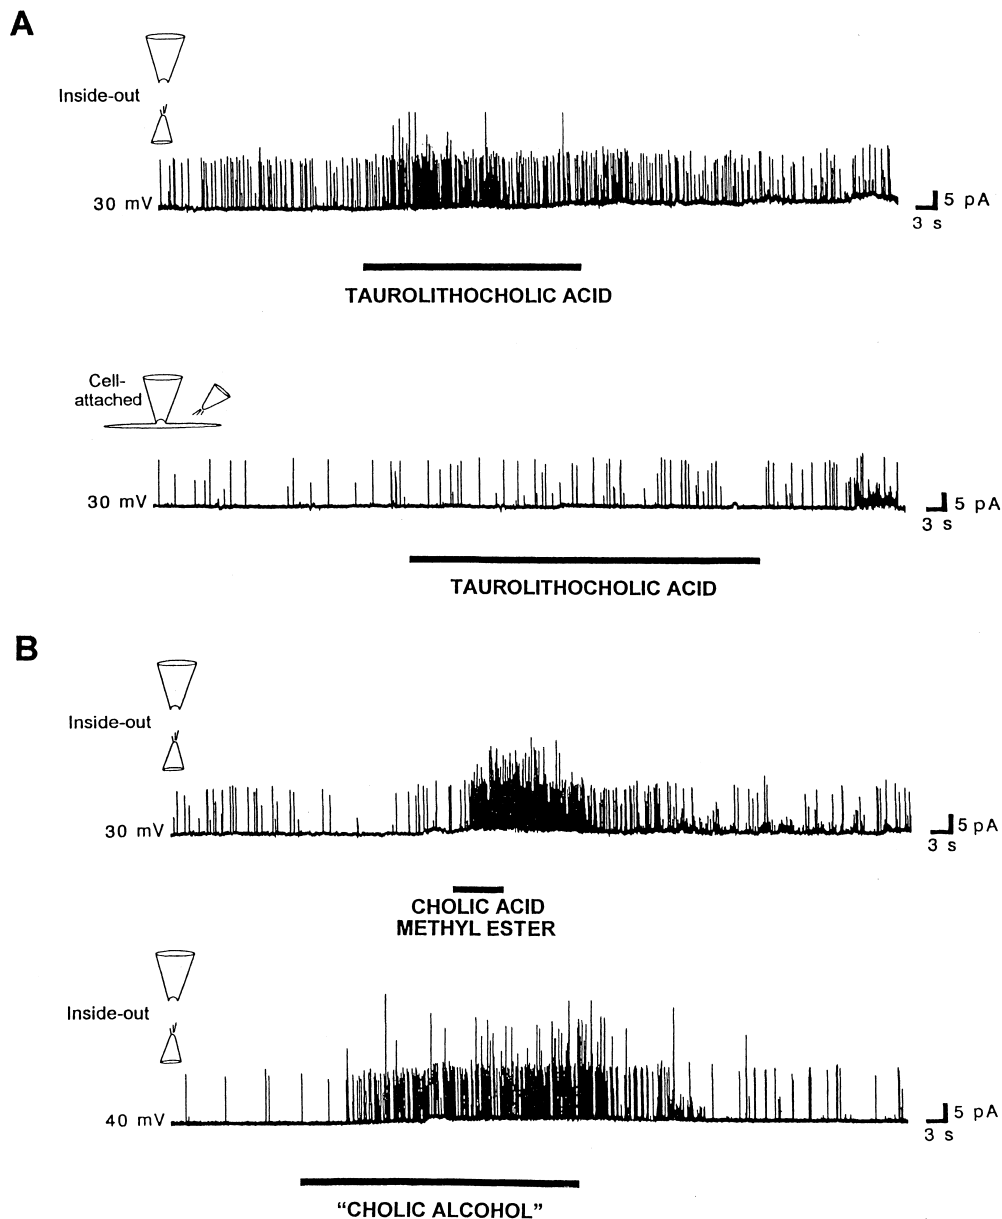 A
Inside-out
30 mV
5 pA
3 s
TAUROLITHOCHOLIC ACID
Cell-
attached
30 mV
5 pA
3 s
TAUROLITHOCHOLIC ACID
B
Inside-out
30 mV
5 pA
3 s
CHOLIC ACID
METHYL ESTER
Inside-out
40 mV
5 pA
3 s
“CHOLIC ALCOHOL”